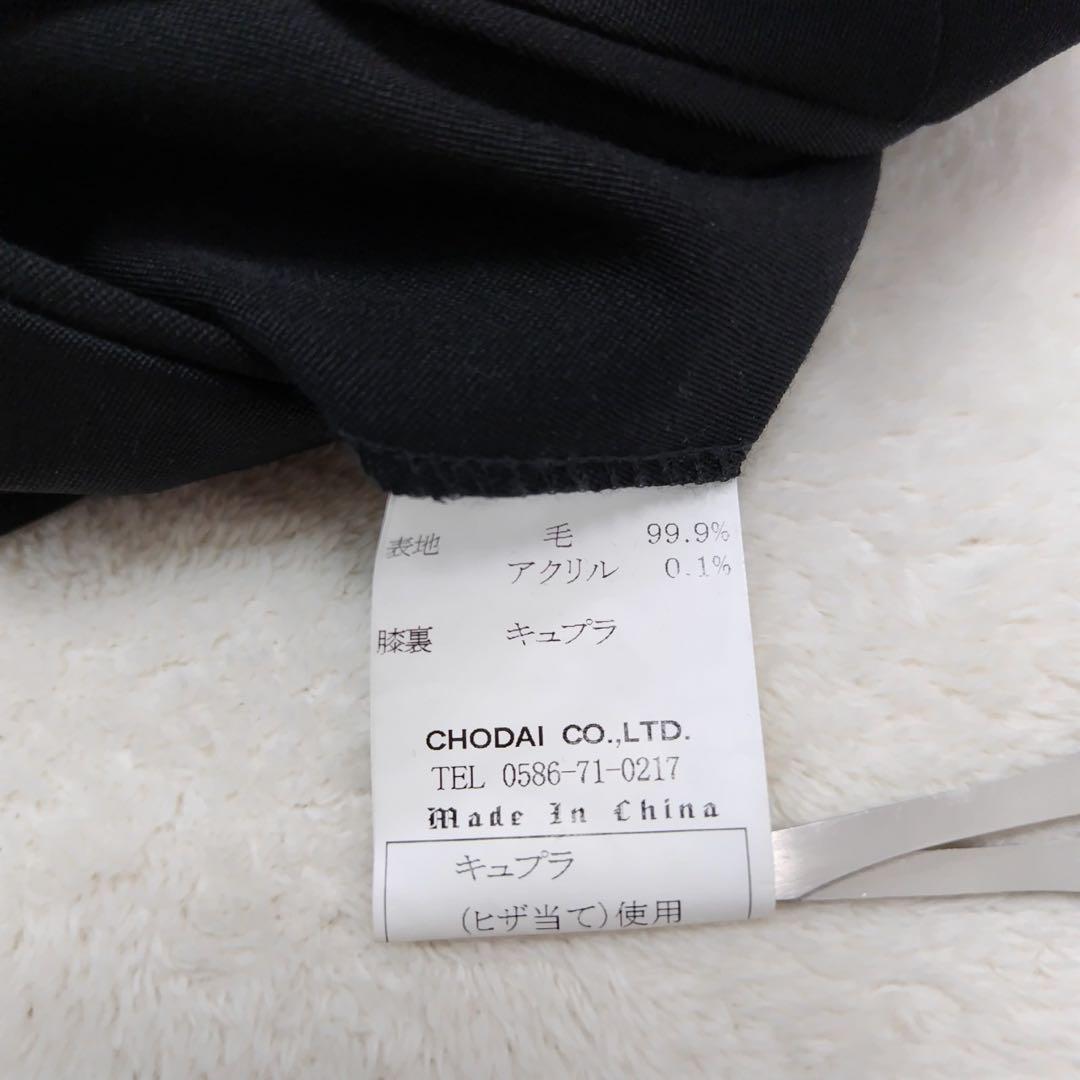 表地 毛 99.9%
アクリル 0.1%
膝裏 キュプラ
CHODAI CO.,LTD.
TEL 0586-71-0217
Made In China
キュプラ
(ヒザ当て)使用